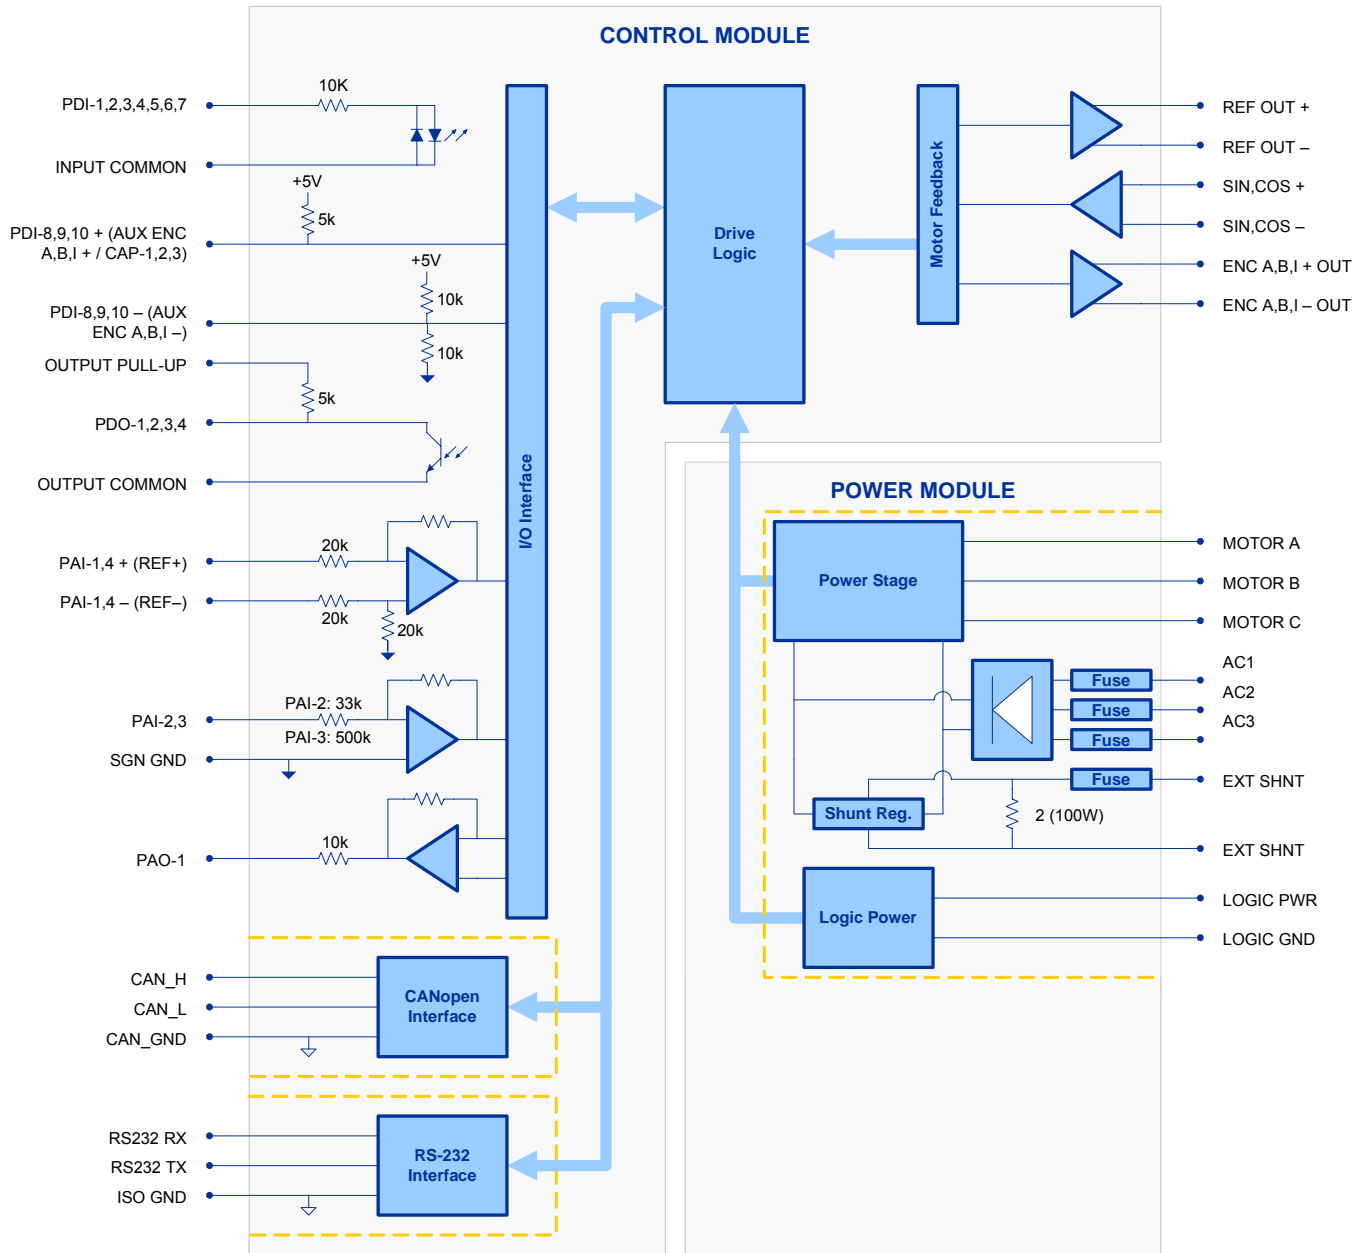 CONTROL MODULE
PDI-1,2,3,4,5,6,7
10K
INPUT COMMON
+5V
5k
PDI-8,9,10 + (AUX ENC
A,B,I + / CAP-1,2,3)
+5V
10k
PDI-8,9,10 – (AUX
ENC A,B,I –)
10k
OUTPUT PULL-UP
5k
PDO-1,2,3,4
OUTPUT COMMON
PAI-1,4 + (REF+)
20k
PAI-1,4 – (REF–)
20k
20k
PAI-2,3
PAI-2: 33k
PAI-3: 500k
SGN GND
PAO-1
10k
I/O Interface
CAN_H
CAN_L
CAN_GND
CANopen
Interface
RS232 RX
RS232 TX
ISO GND
RS-232
Interface
Drive
Logic
Motor Feedback
REF OUT +
REF OUT –
SIN,COS +
SIN,COS –
ENC A,B,I + OUT
ENC A,B,I – OUT
POWER MODULE
Power Stage
MOTOR A
MOTOR B
MOTOR C
AC1
Fuse
AC2
Fuse
AC3
Fuse
Fuse
EXT SHNT
Shunt Reg.
2 (100W)
EXT SHNT
Logic Power
LOGIC PWR
LOGIC GND